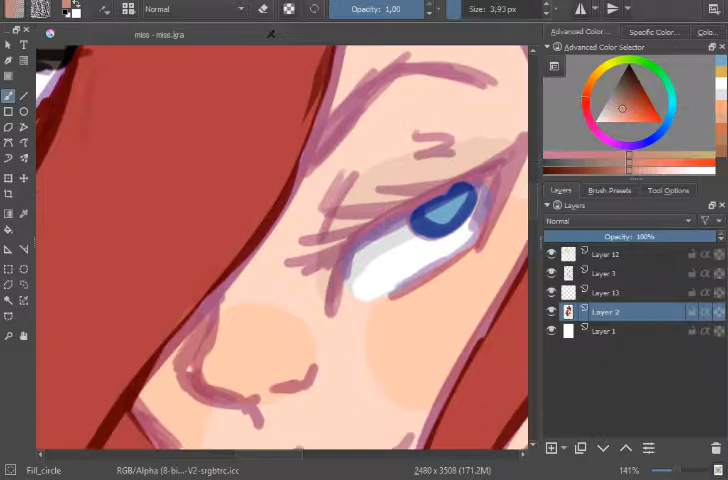 Normal
Opacity: 1,00
Size: 3,93 px
miss - miss.kra
Advanced Color...
Specific Color...
Colo...
Advanced Color Selector
Layers
Brush Presets
Tool Options
Layers
Normal
Opacity: 100%
Layer 12
Layer 3
Layer 13
Layer 2
Layer 1
Fill_circle
RGB/Alpha (8-bi...-V2-srgbtrc.icc
2480 x 3508 (171.2M)
141%